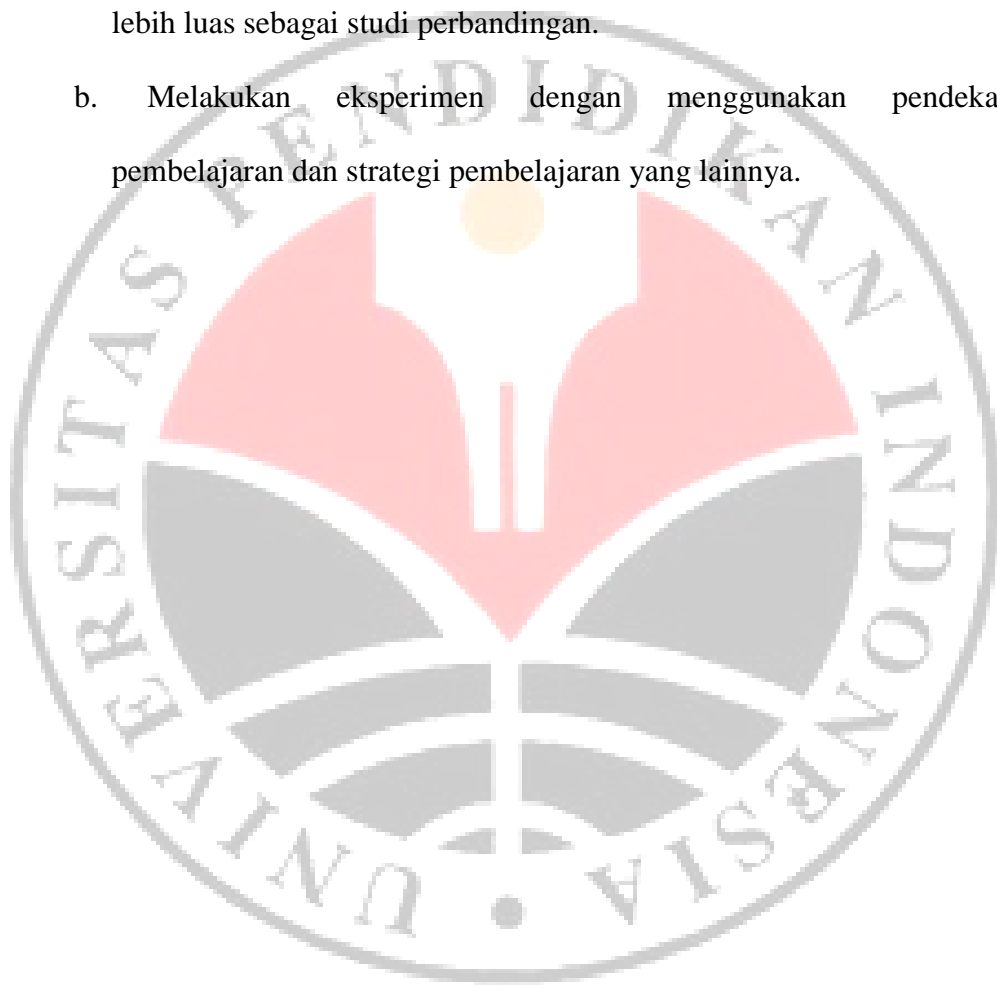 lebih luas sebagai studi perbandingan.
b. Melakukan eksperimen dengan menggunakan pendeka
pembelajaran dan strategi pembelajaran yang lainnya.
UNIVERSITAS PENDIDIKAN INDONESIA